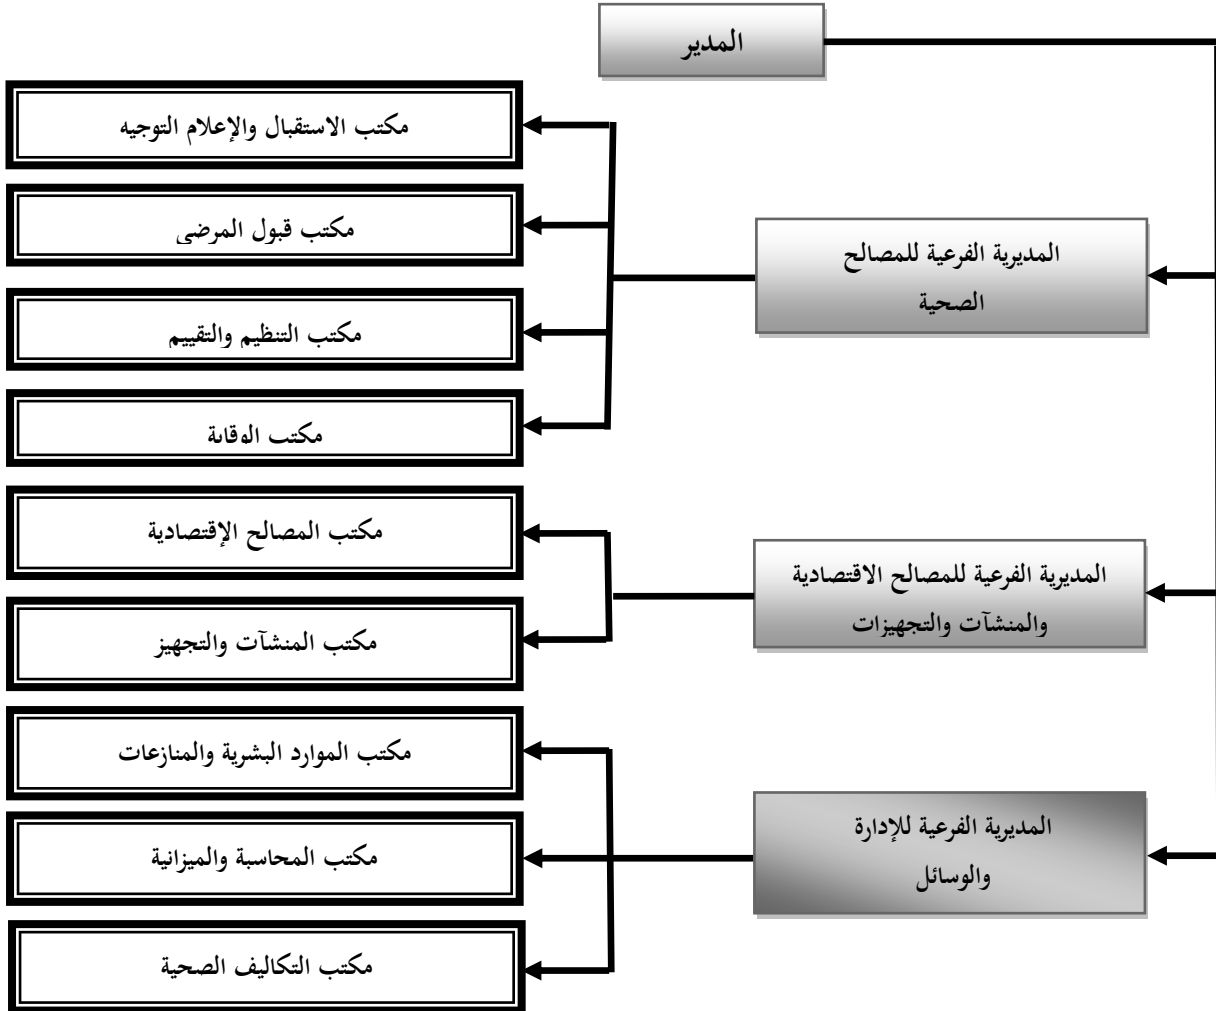 المدير
مكتب الاستقبال والإعلام التوجيه
مكتب قبول المرضى
المديرية الفرعية للمصالح
الصحية
مكتب التنظيم والتقييم
مكتب الوقاية
مكتب المصالح الإقتصادية
المديرية الفرعية للمصالح الاقتصادية
والمنشآت والتجهيزات
مكتب المنشآت والتجهيز
مكتب الموارد البشرية والمنازعات
المديرية الفرعية للإدارة
والوسائل
مكتب المحاسبة والميزانية
مكتب التكاليف الصحية